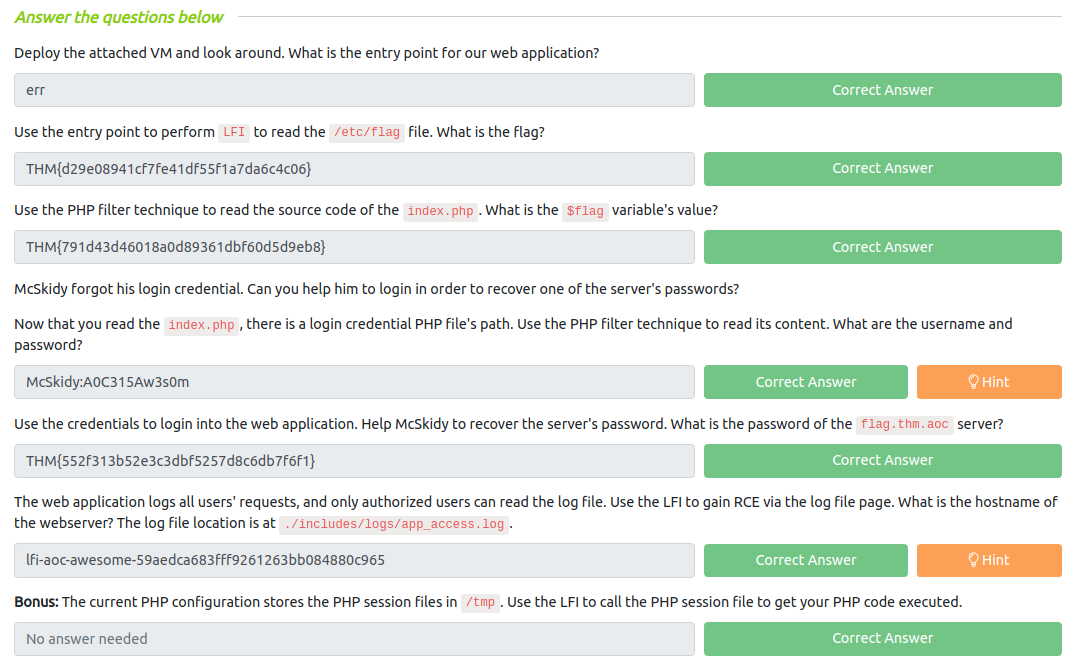 Answer the questions below
Deploy the attached VM and look around. What is the entry point for our web application?
err
Correct Answer
Use the entry point to perform LFI to read the /etc/flag file. What is the flag?
THM{d29e08941cf7fe41df55f1a7da6c4c06}
Correct Answer
Use the PHP filter technique to read the source code of the index.php. What is the $flag variable's value?
THM{791d43d46018a0d89361dbf60d5d9eb8}
Correct Answer
McSkidy forgot his login credential. Can you help him to login in order to recover one of the server's passwords?
Now that you read the index.php, there is a login credential PHP file's path. Use the PHP filter technique to read its content. What are the username and
password?
McSkidy:A0C315Aw3s0m
Correct Answer
Hint
Use the credentials to login into the web application. Help McSkidy to recover the server's password. What is the password of the flag.thm.aoc server?
THM{552f313b52e3c3dbf5257d8c6db7f6f1}
Correct Answer
The web application logs all users' requests, and only authorized users can read the log file. Use the LFI to gain RCE via the log file page. What is the hostname of
the webserver? The log file location is at ./includes/logs/app_access.log.
lfi-aoc-awesome-59aedca683fff9261263bb084880c965
Correct Answer
Hint
Bonus: The current PHP configuration stores the PHP session files in /tmp. Use the LFI to call the PHP session file to get your PHP code executed.
No answer needed
Correct Answer